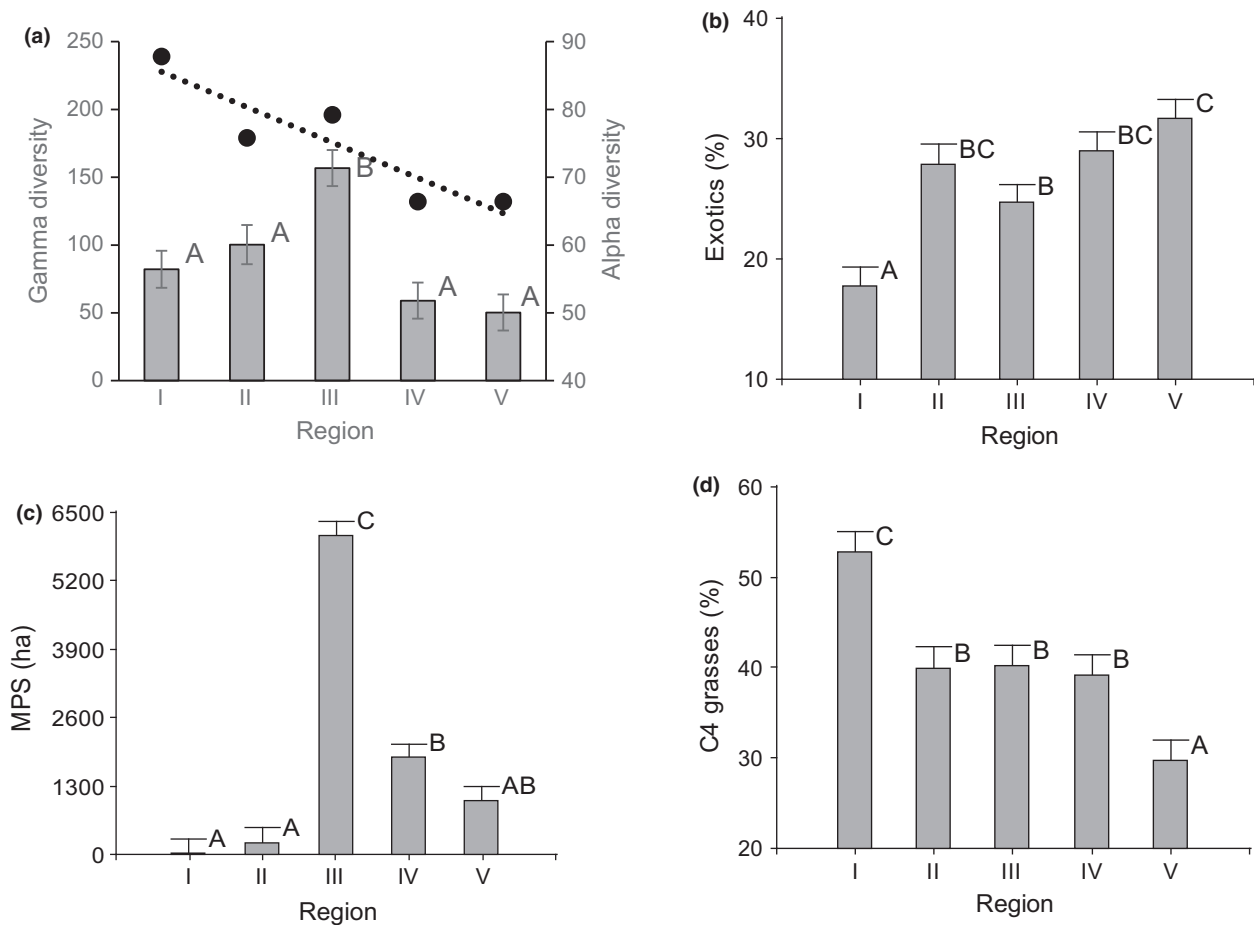 (a)
250
200
150
100
50
0
Gamma diversity
90
80
70
60
50
40
Alpha diversity
A
A
B
A
A
I II III IV V
Region
(b)
40
30
20
10
Exotics (%)
A
BC
B
BC
C
I II III IV V
Region
(c)
6500
5200
3900
2600
1300
0
MPS (ha)
A
A
C
B
AB
I II III IV V
Region
(d)
60
50
40
30
20
C4 grasses (%)
C
B
B
B
A
I II III IV V
Region